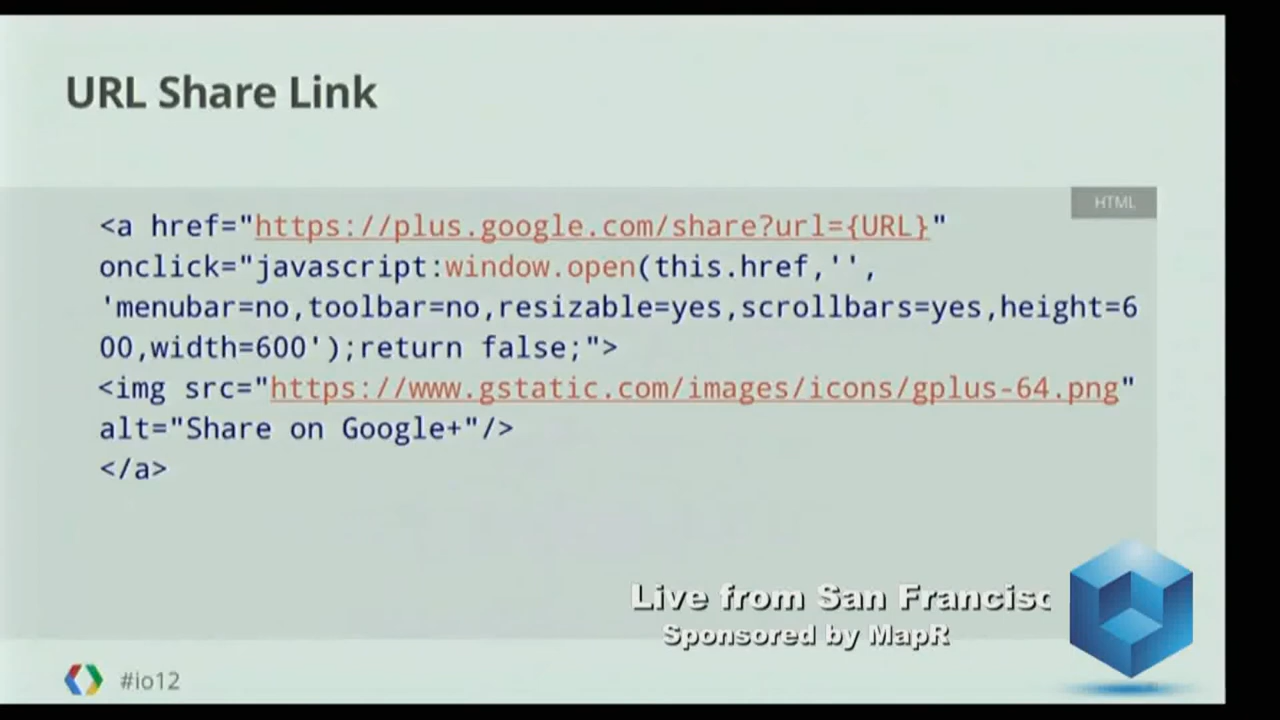 URL Share Link
HTML
<a href="https://plus.google.com/share?url={URL}"
onclick="javascript:window.open(this.href,'',
'menubar=no,toolbar=no,resizable=yes,scrollbars=yes,height=6
00,width=600');return false;">
<img src="https://www.gstatic.com/images/icons/gplus-64.png"
alt="Share on Google+"/>
</a>
Live from San Francisc
Sponsored by MapR
#io12